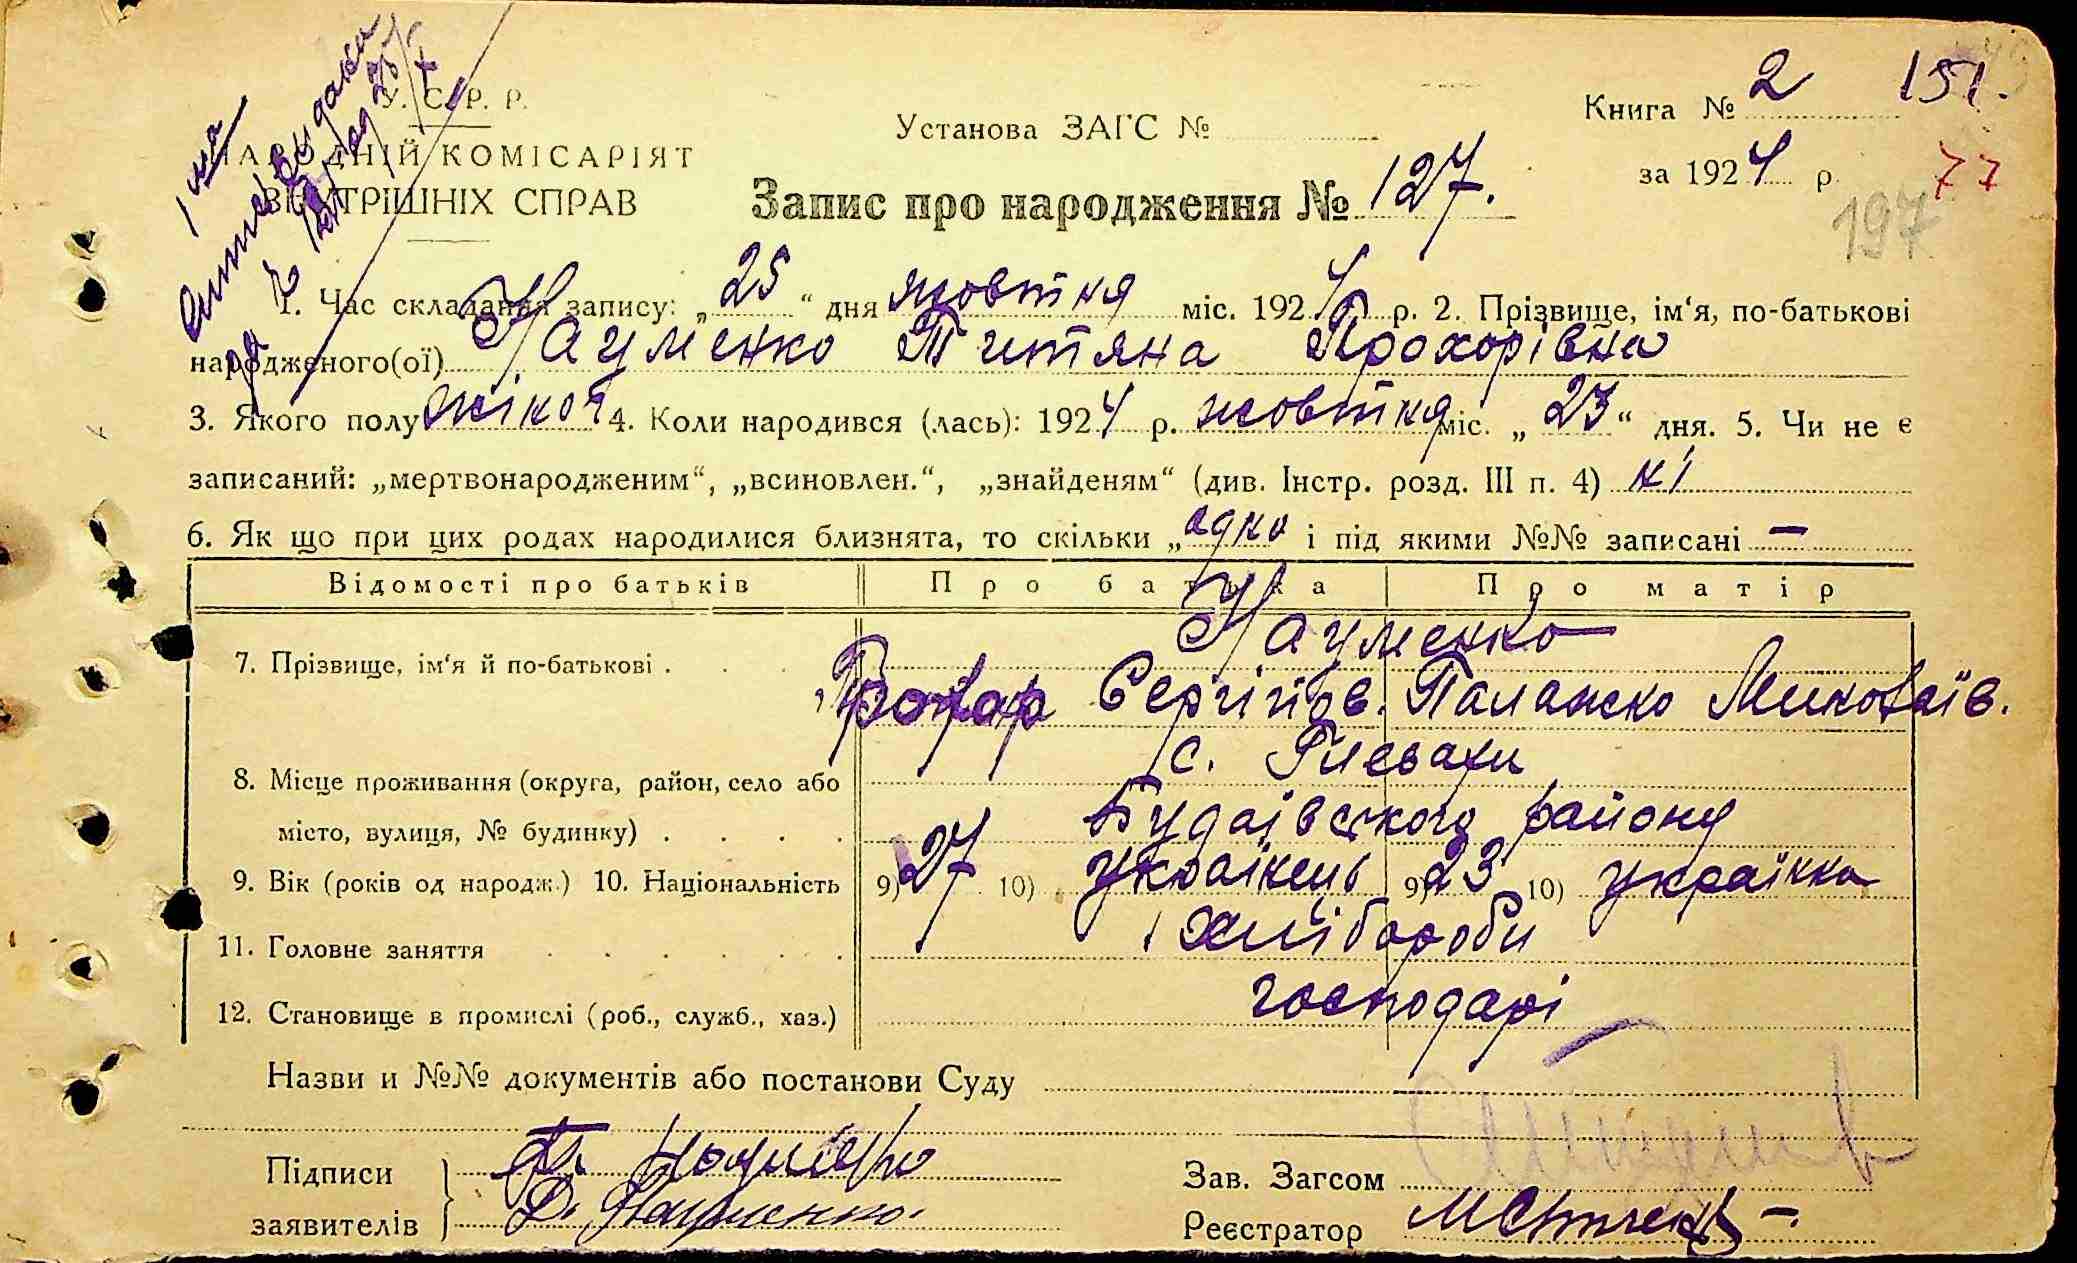 У. С. Р. Р.
НАРОДНІЙ КОМІСАРІЯТ
ВНУТРІШНІХ СПРАВ
Установа ЗАГС №
Книга № 2 151.
за 1924 р. 77
197
Запис про народження № 127.
1. Час складання запису: „25“ дня жовтня міс. 1924 р. 2. Прізвище, ім‘я, по-батькові
народженого(ої) Науменко Титяна Прохорівна
3. Якого полу жіноч. 4. Коли народився (лась): 1924 р. жовтня міс. „23“ дня. 5. Чи не є
записаний: „мертвонародженим“, „всиновлен.“, „знайденям“ (див. Інстр. розд. III п. 4) ні
6. Як що при цих родах народилися близнята, то скільки „одно і під якими №№ записані —
Відомості про батьків Про батька Про матір
7. Прізвище, ім‘я й по-батькові . Науменко
Прохор Сергійов. Палажко Миколаїв.
8. Місце проживання (округа, район, село або с. Глевахи
місто, вулиця, № будинку) . . . . Будаївського району
9. Вік (років од народж.) 10. Національність 9) 27 10) українець 9) 23 10) українка
11. Головне заняття хлібороби
12. Становище в промислі (роб., служб., хаз.) господарі
Назви и №№ документів або постанови Суду
Підписи
заявителів Д. Науменко.
Зав. Загсом
Реєстратор